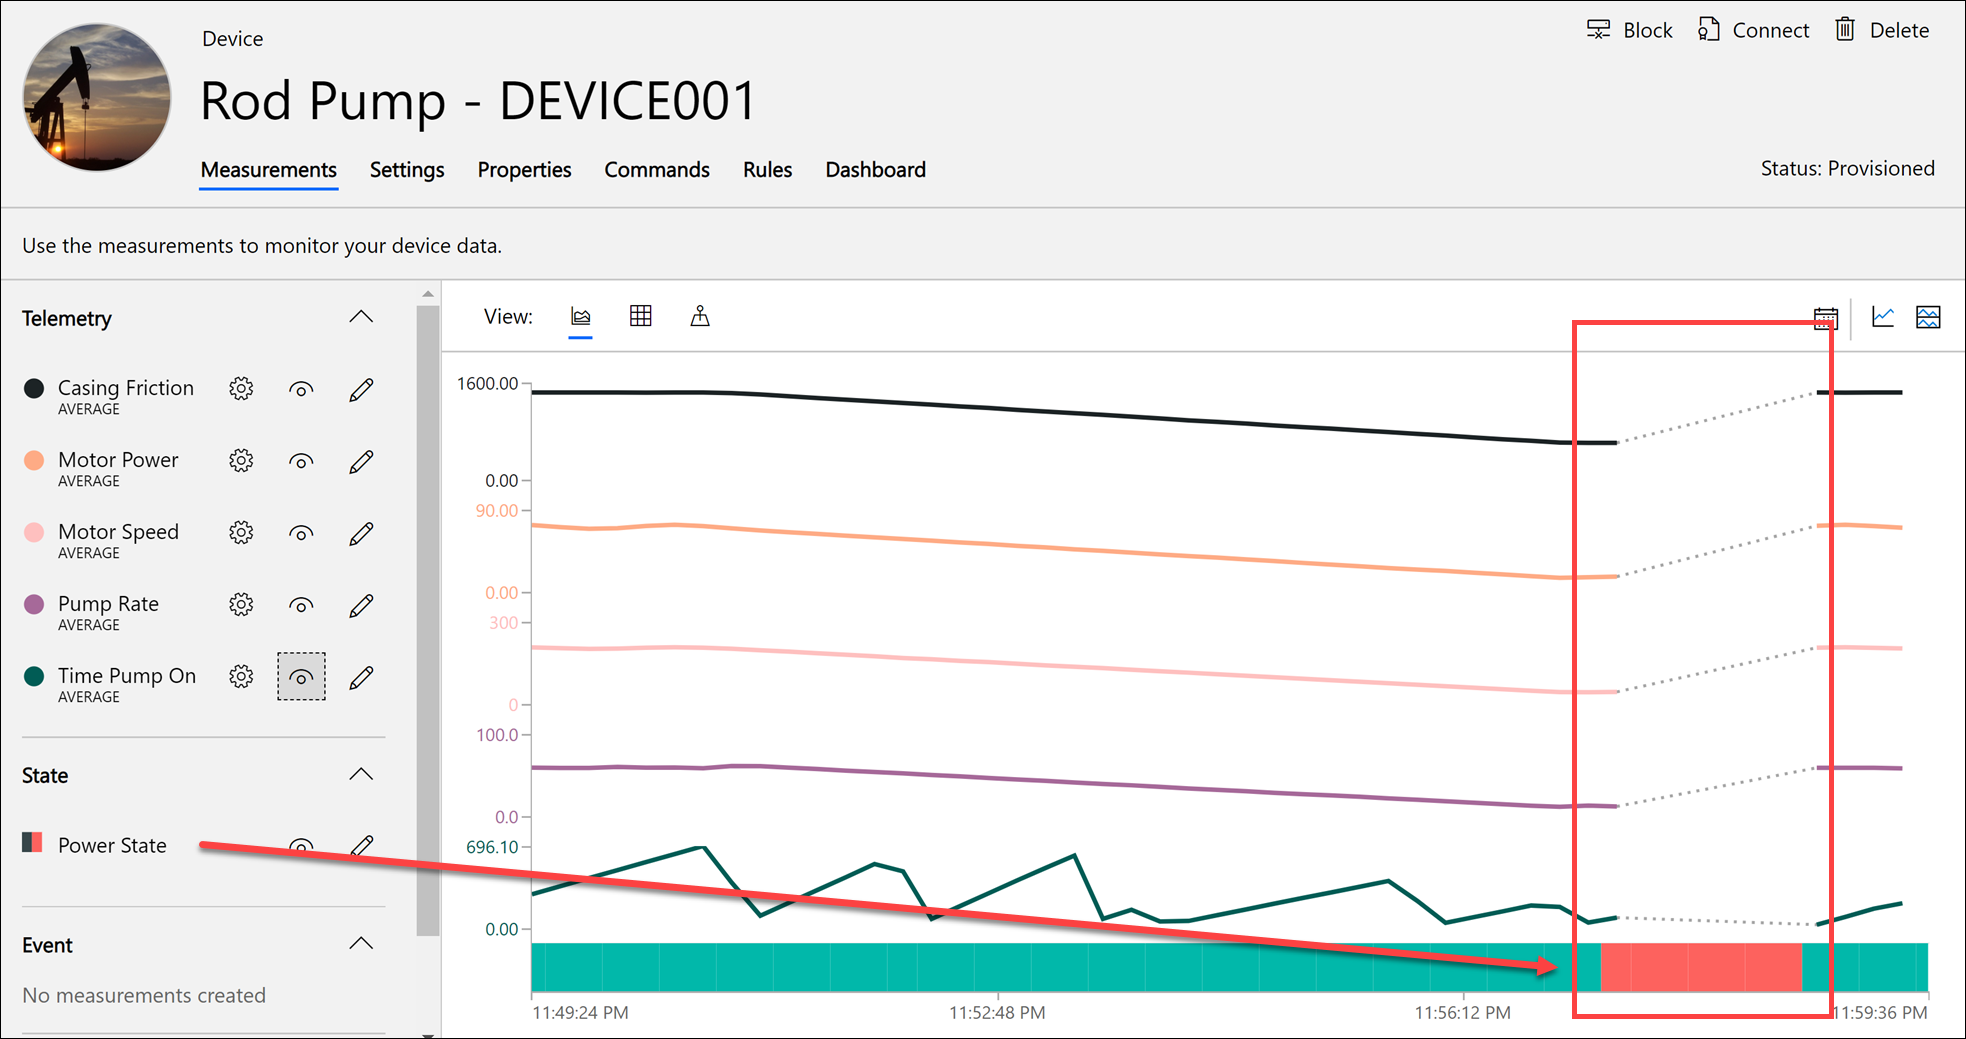 Device
Block Connect Delete
Rod Pump - DEVICE001
Measurements Settings Properties Commands Rules Dashboard
Status: Provisioned
Use the measurements to monitor your device data.
Telemetry
Casing Friction
AVERAGE
Motor Power
AVERAGE
Motor Speed
AVERAGE
Pump Rate
AVERAGE
Time Pump On
AVERAGE
State
Power State
Event
No measurements created
View:
1600.00
0.00
90.00
0.00
300
0
100.0
0.0
696.10
0.00
11:49:24 PM 11:52:48 PM 11:56:12 PM 11:59:36 PM